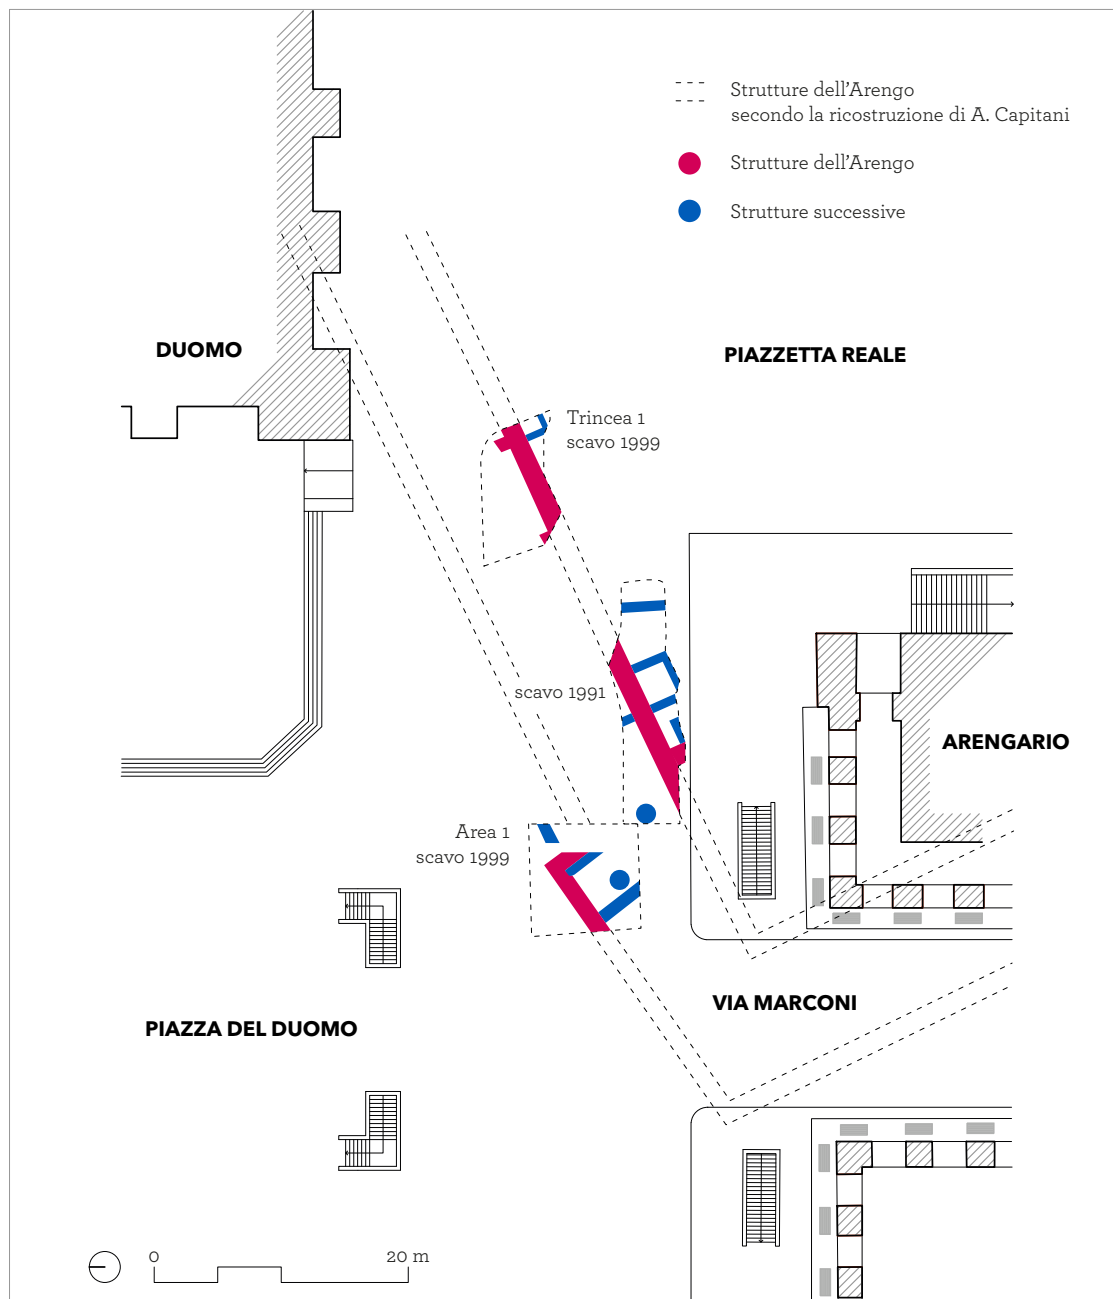 Strutture dell'Arengo
secondo la ricostruzione di A. Capitani
Strutture dell'Arengo
Strutture successive
DUOMO
PIAZZETTA REALE
Trincea 1
scavo 1999
scavo 1991
ARENGARIO
Area 1
scavo 1999
VIA MARCONI
PIAZZA DEL DUOMO
0 20 m